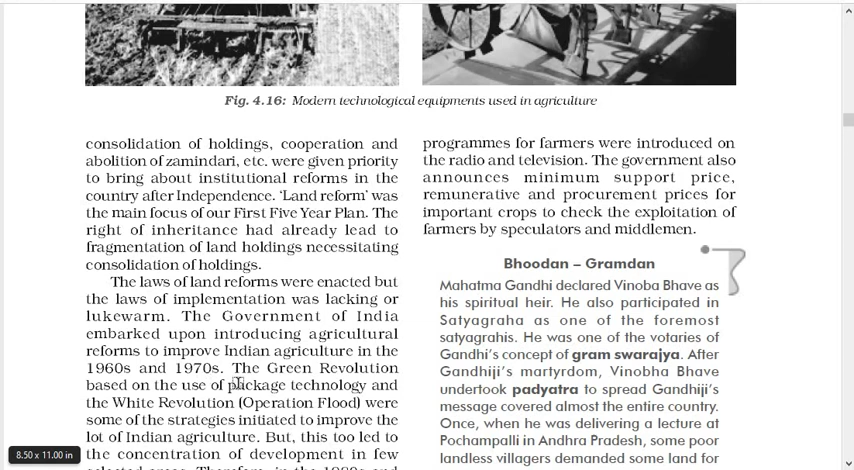 Fig. 4.16: Modern technological equipments used in agriculture
consolidation of holdings, cooperation and
abolition of zamindari, etc. were given priority
to bring about institutional reforms in the
country after Independence. 'Land reform' was
the main focus of our First Five Year Plan. The
right of inheritance had already lead to
fragmentation of land holdings necessitating
consolidation of holdings.
The laws of land reforms were enacted but
the laws of implementation was lacking or
lukewarm. The Government of India
embarked upon introducing agricultural
reforms to improve Indian agriculture in the
1960s and 1970s. The Green Revolution
based on the use of package technology and
the White Revolution (Operation Flood) were
some of the strategies initiated to improve the
lot of Indian agriculture. But, this too led to
the concentration of development in few
programmes for farmers were introduced on
the radio and television. The government also
announces minimum support price,
remunerative and procurement prices for
important crops to check the exploitation of
farmers by speculators and middlemen.
Bhoodan – Gramdan
Mahatma Gandhi declared Vinoba Bhave as
his spiritual heir. He also participated in
Satyagraha as one of the foremost
satyagrahis. He was one of the votaries of
Gandhi's concept of gram swarajya. After
Gandhiji's martyrdom, Vinobha Bhave
undertook padyatra to spread Gandhiji's
message covered almost the entire country.
Once, when he was delivering a lecture at
Pochampalli in Andhra Pradesh, some poor
landless villagers demanded some land for
8.50 x 11.00 in